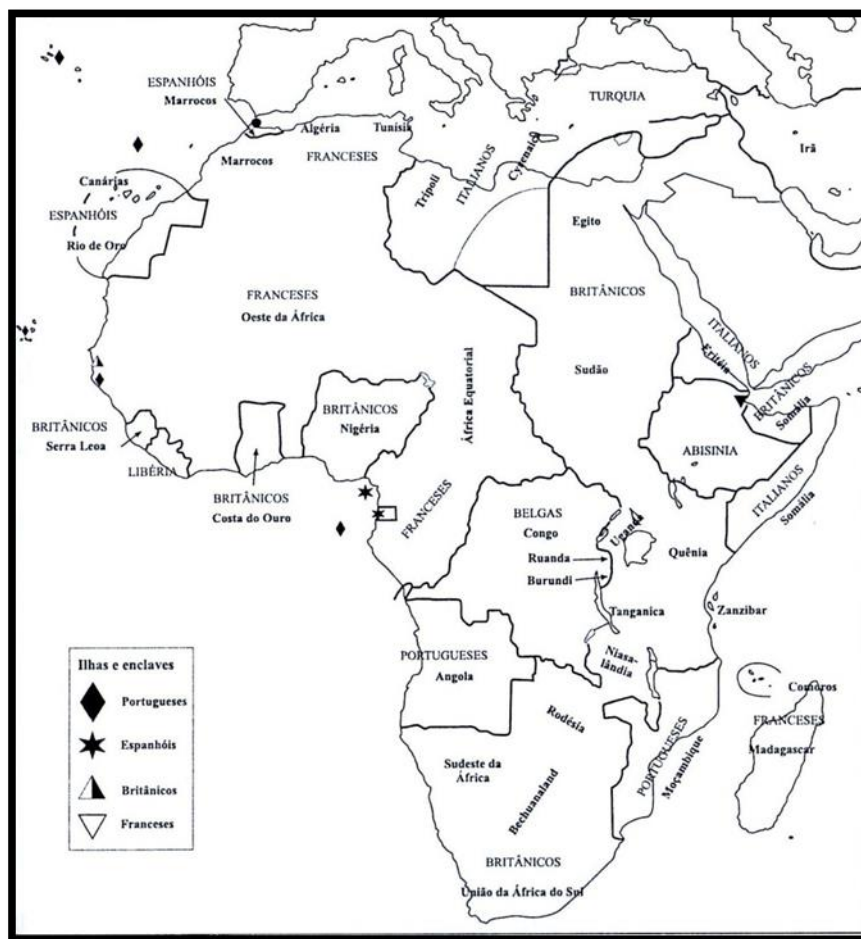 ESPANHÓIS
Marrocos
TURQUIA
Algéria
Tunísia
Marrocos
FRANCESES
ITALIANOS
Cyrenaica
Irã
Canárias
Trípoli
ESPANHÓIS
Egito
Rio de Oro
FRANCESES
Oeste da África
BRITÂNICOS
ITALIANOS
Eritéia
África Equatorial
Sudão
BRITÂNICOS
Somália
BRITÂNICOS
Nigéria
BRITÂNICOS
Serra Leoa
ABISINIA
LIBÉRIA
BRITÂNICOS
Costa do Ouro
FRANCESES
BELGAS
Congo
Uganda
ITALIANOS
Somália
Ruanda
Quênia
Burundi
Tanganica
Zanzibar
PORTUGUESES
Angola
Niasa-
lândia
Comoros
FRANCESES
Madagascar
Rodésia
PORTUGUESES
Moçambique
Sudeste da
África
Bechuanaland
BRITÂNICOS
União da África do Sul
Ilhas e enclaves
Portugueses
Espanhóis
Britânicos
Franceses